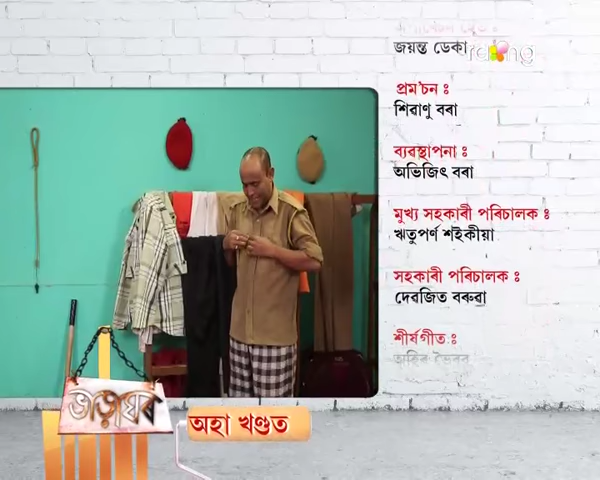 জয়ন্ত ডেকা
প্ৰম'চন ঃ
শিৱাণু বৰা
ব্যৱস্থাপনা ঃ
অভিজিৎ বৰা
মুখ্য সহকাৰী পৰিচালক ঃ
ঋতুপৰ্ণ শইকীয়া
সহকাৰী পৰিচালক ঃ
দেৱজিত বৰুৱা
শীৰ্ষগীত ঃ
ভাড়াঘৰ
অহা খণ্ডত